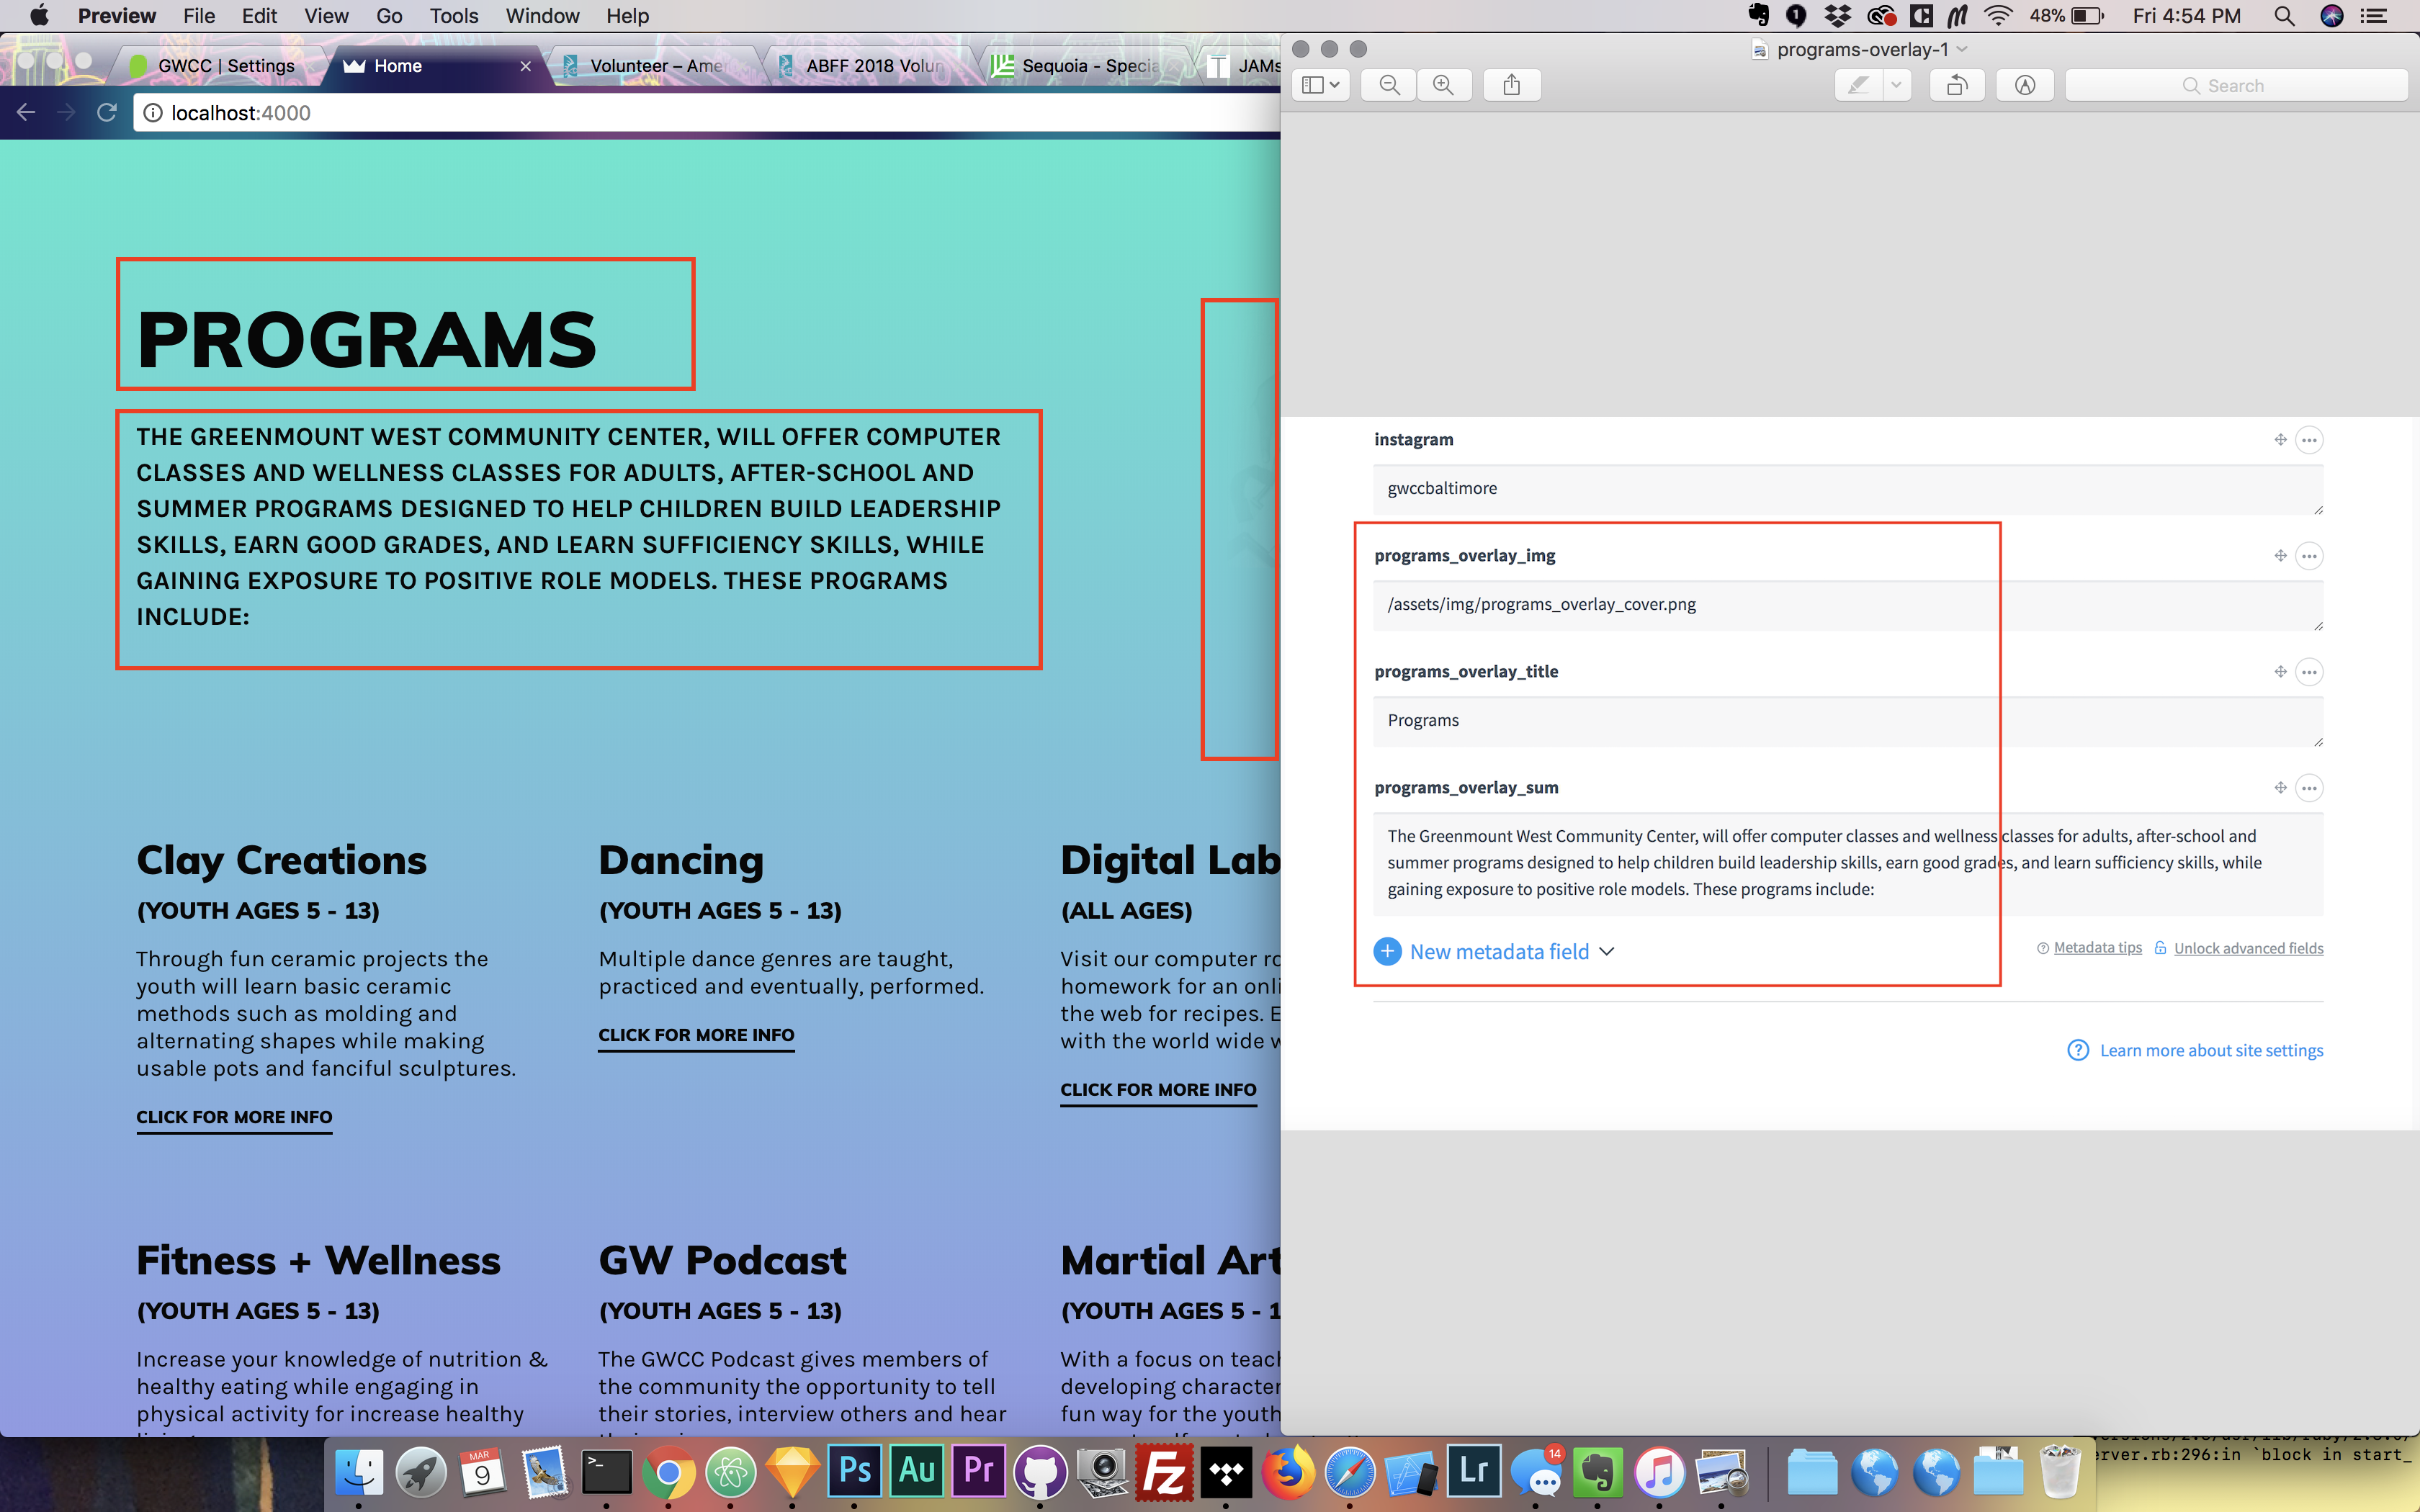 Preview File Edit View Go Tools Window Help
48% Fri 4:54 PM
GWCC | Settings
Home
Volunteer – Ame
ABFF 2018 Volun
Sequoia - Specia
JAMs
localhost:4000
PROGRAMS
THE GREENMOUNT WEST COMMUNITY CENTER, WILL OFFER COMPUTER
CLASSES AND WELLNESS CLASSES FOR ADULTS, AFTER-SCHOOL AND
SUMMER PROGRAMS DESIGNED TO HELP CHILDREN BUILD LEADERSHIP
SKILLS, EARN GOOD GRADES, AND LEARN SUFFICIENCY SKILLS, WHILE
GAINING EXPOSURE TO POSITIVE ROLE MODELS. THESE PROGRAMS
INCLUDE:
Clay Creations
(YOUTH AGES 5 - 13)
Through fun ceramic projects the
youth will learn basic ceramic
methods such as molding and
alternating shapes while making
usable pots and fanciful sculptures.
CLICK FOR MORE INFO
Dancing
(YOUTH AGES 5 - 13)
Multiple dance genres are taught,
practiced and eventually, performed.
CLICK FOR MORE INFO
Digital Lab
(ALL AGES)
Visit our computer ro
homework for an onli
the web for recipes. E
with the world wide w
CLICK FOR MORE INFO
Fitness + Wellness
(YOUTH AGES 5 - 13)
Increase your knowledge of nutrition &
healthy eating while engaging in
physical activity for increase healthy
GW Podcast
(YOUTH AGES 5 - 13)
The GWCC Podcast gives members of
the community the opportunity to tell
their stories, interview others and hear
Martial Art
(YOUTH AGES 5 - 1
With a focus on teach
developing character
fun way for the youth
programs-overlay-1
Search
instagram
gwccbaltimore
programs_overlay_img
/assets/img/programs_overlay_cover.png
programs_overlay_title
Programs
programs_overlay_sum
The Greenmount West Community Center, will offer computer classes and wellness classes for adults, after-school and
summer programs designed to help children build leadership skills, earn good grades, and learn sufficiency skills, while
gaining exposure to positive role models. These programs include:
New metadata field
Metadata tips
Unlock advanced fields
Learn more about site settings
MAR
9
Ps
Au
Pr
Fz
Lr
14
erver.rb:296:in `block in start_